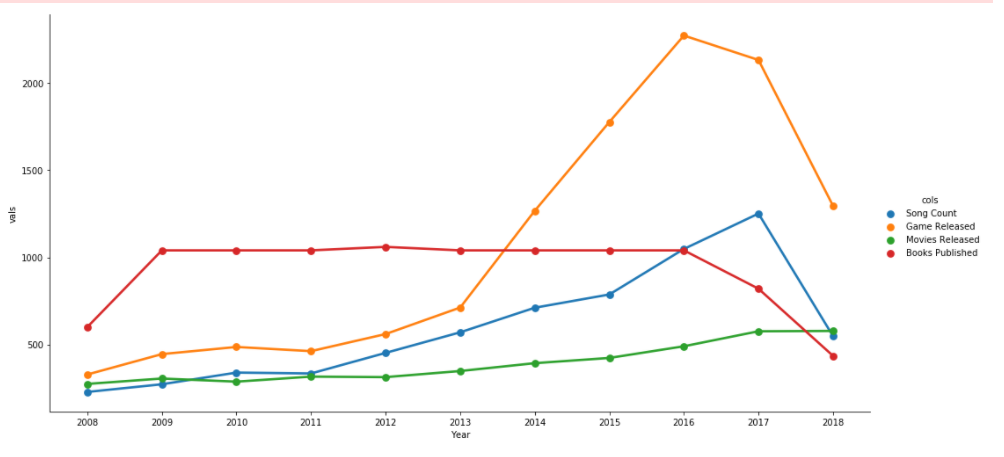 2000
1500
1000
500
vals
2008 2009 2010 2011 2012 2013 2014 2015 2016 2017 2018
Year
cols
Song Count
Game Released
Movies Released
Books Published